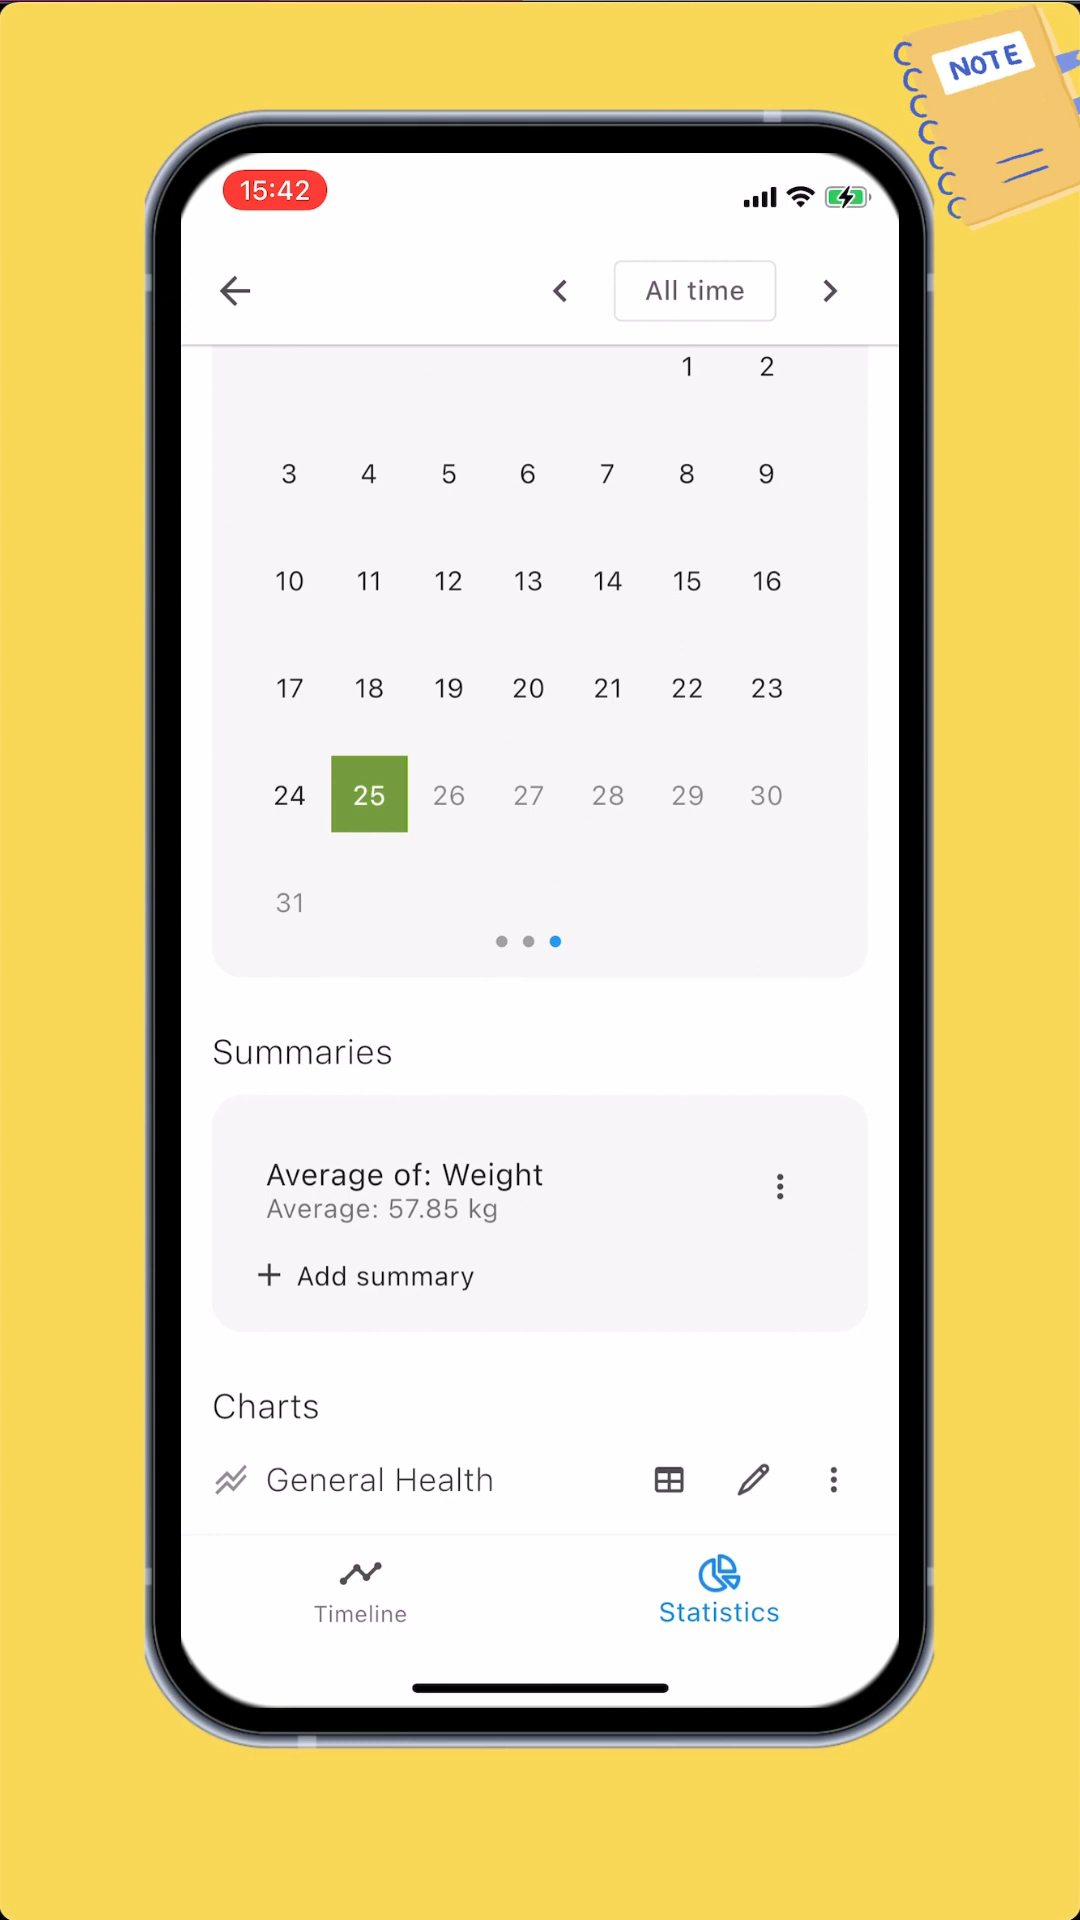 NOTE
15:42
All time
1 2
3 4 5 6 7 8 9
10 11 12 13 14 15 16
17 18 19 20 21 22 23
24 25 26 27 28 29 30
31
Summaries
Average of: Weight
Average: 57.85 kg
+ Add summary
Charts
General Health
Timeline
Statistics